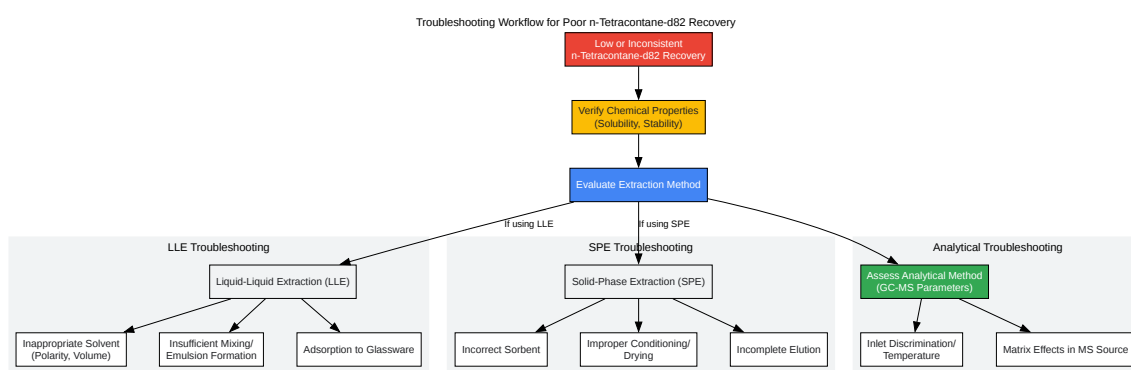 Troubleshooting Workflow for Poor n-Tetracontane-d82 Recovery
Low or Inconsistent
n-Tetracontane-d82 Recovery
Verify Chemical Properties
(Solubility, Stability)
Evaluate Extraction Method
If using LLE
If using SPE
LLE Troubleshooting
SPE Troubleshooting
Analytical Troubleshooting
Liquid-Liquid Extraction (LLE)
Solid-Phase Extraction (SPE)
Assess Analytical Method
(GC-MS Parameters)
Inappropriate Solvent
(Polarity, Volume)
Insufficient Mixing/
Emulsion Formation
Adsorption to Glassware
Incorrect Sorbent
Improper Conditioning/
Drying
Incomplete Elution
Inlet Discrimination/
Temperature
Matrix Effects in MS Source